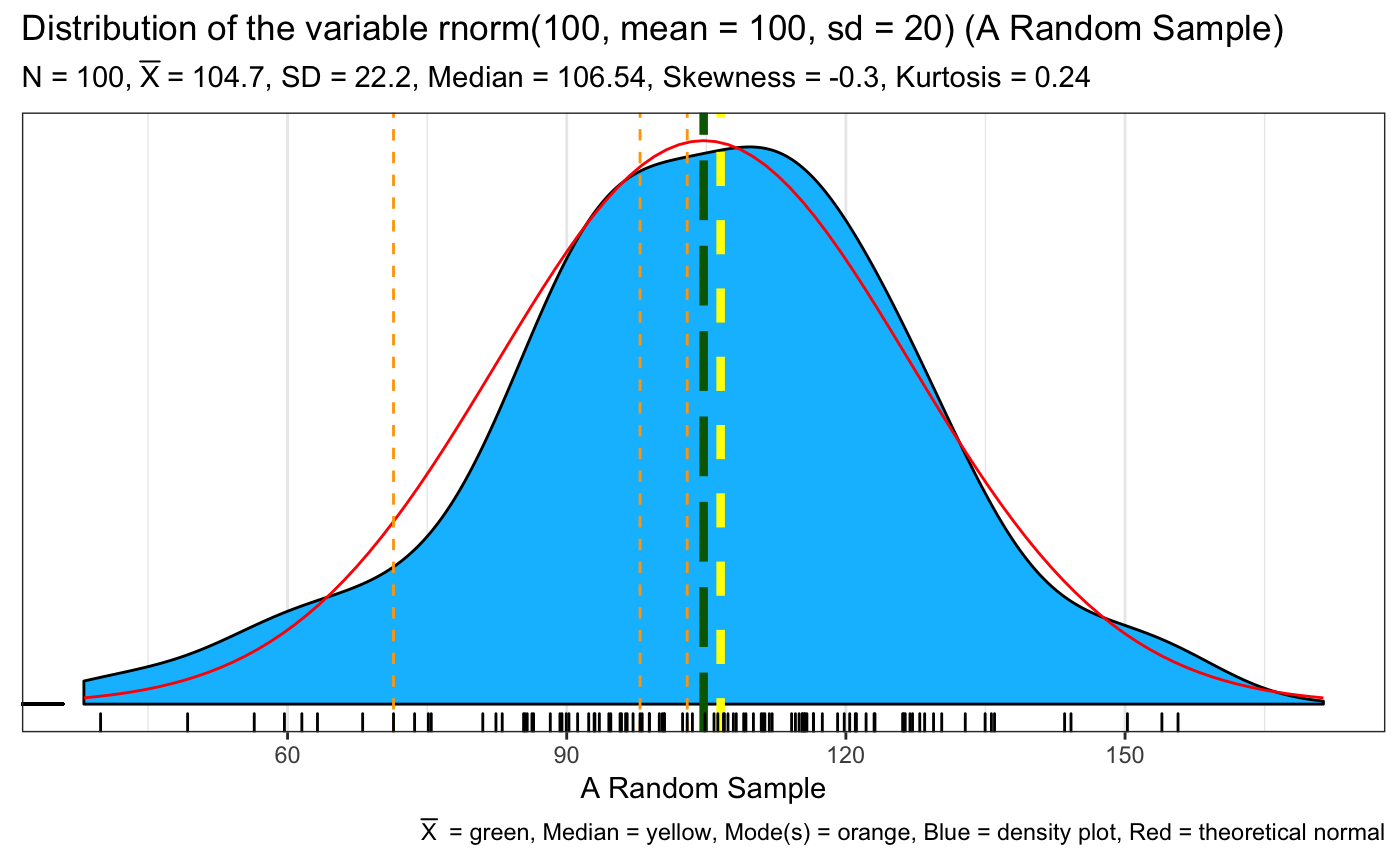 Distribution of the variable rnorm(100, mean = 100, sd = 20) (A Random Sample)
N = 100, X̅ = 104.7, SD = 22.2, Median = 106.54, Skewness = -0.3, Kurtosis = 0.24
60 90 120 150
A Random Sample
X̅ = green, Median = yellow, Mode(s) = orange, Blue = density plot, Red = theoretical normal